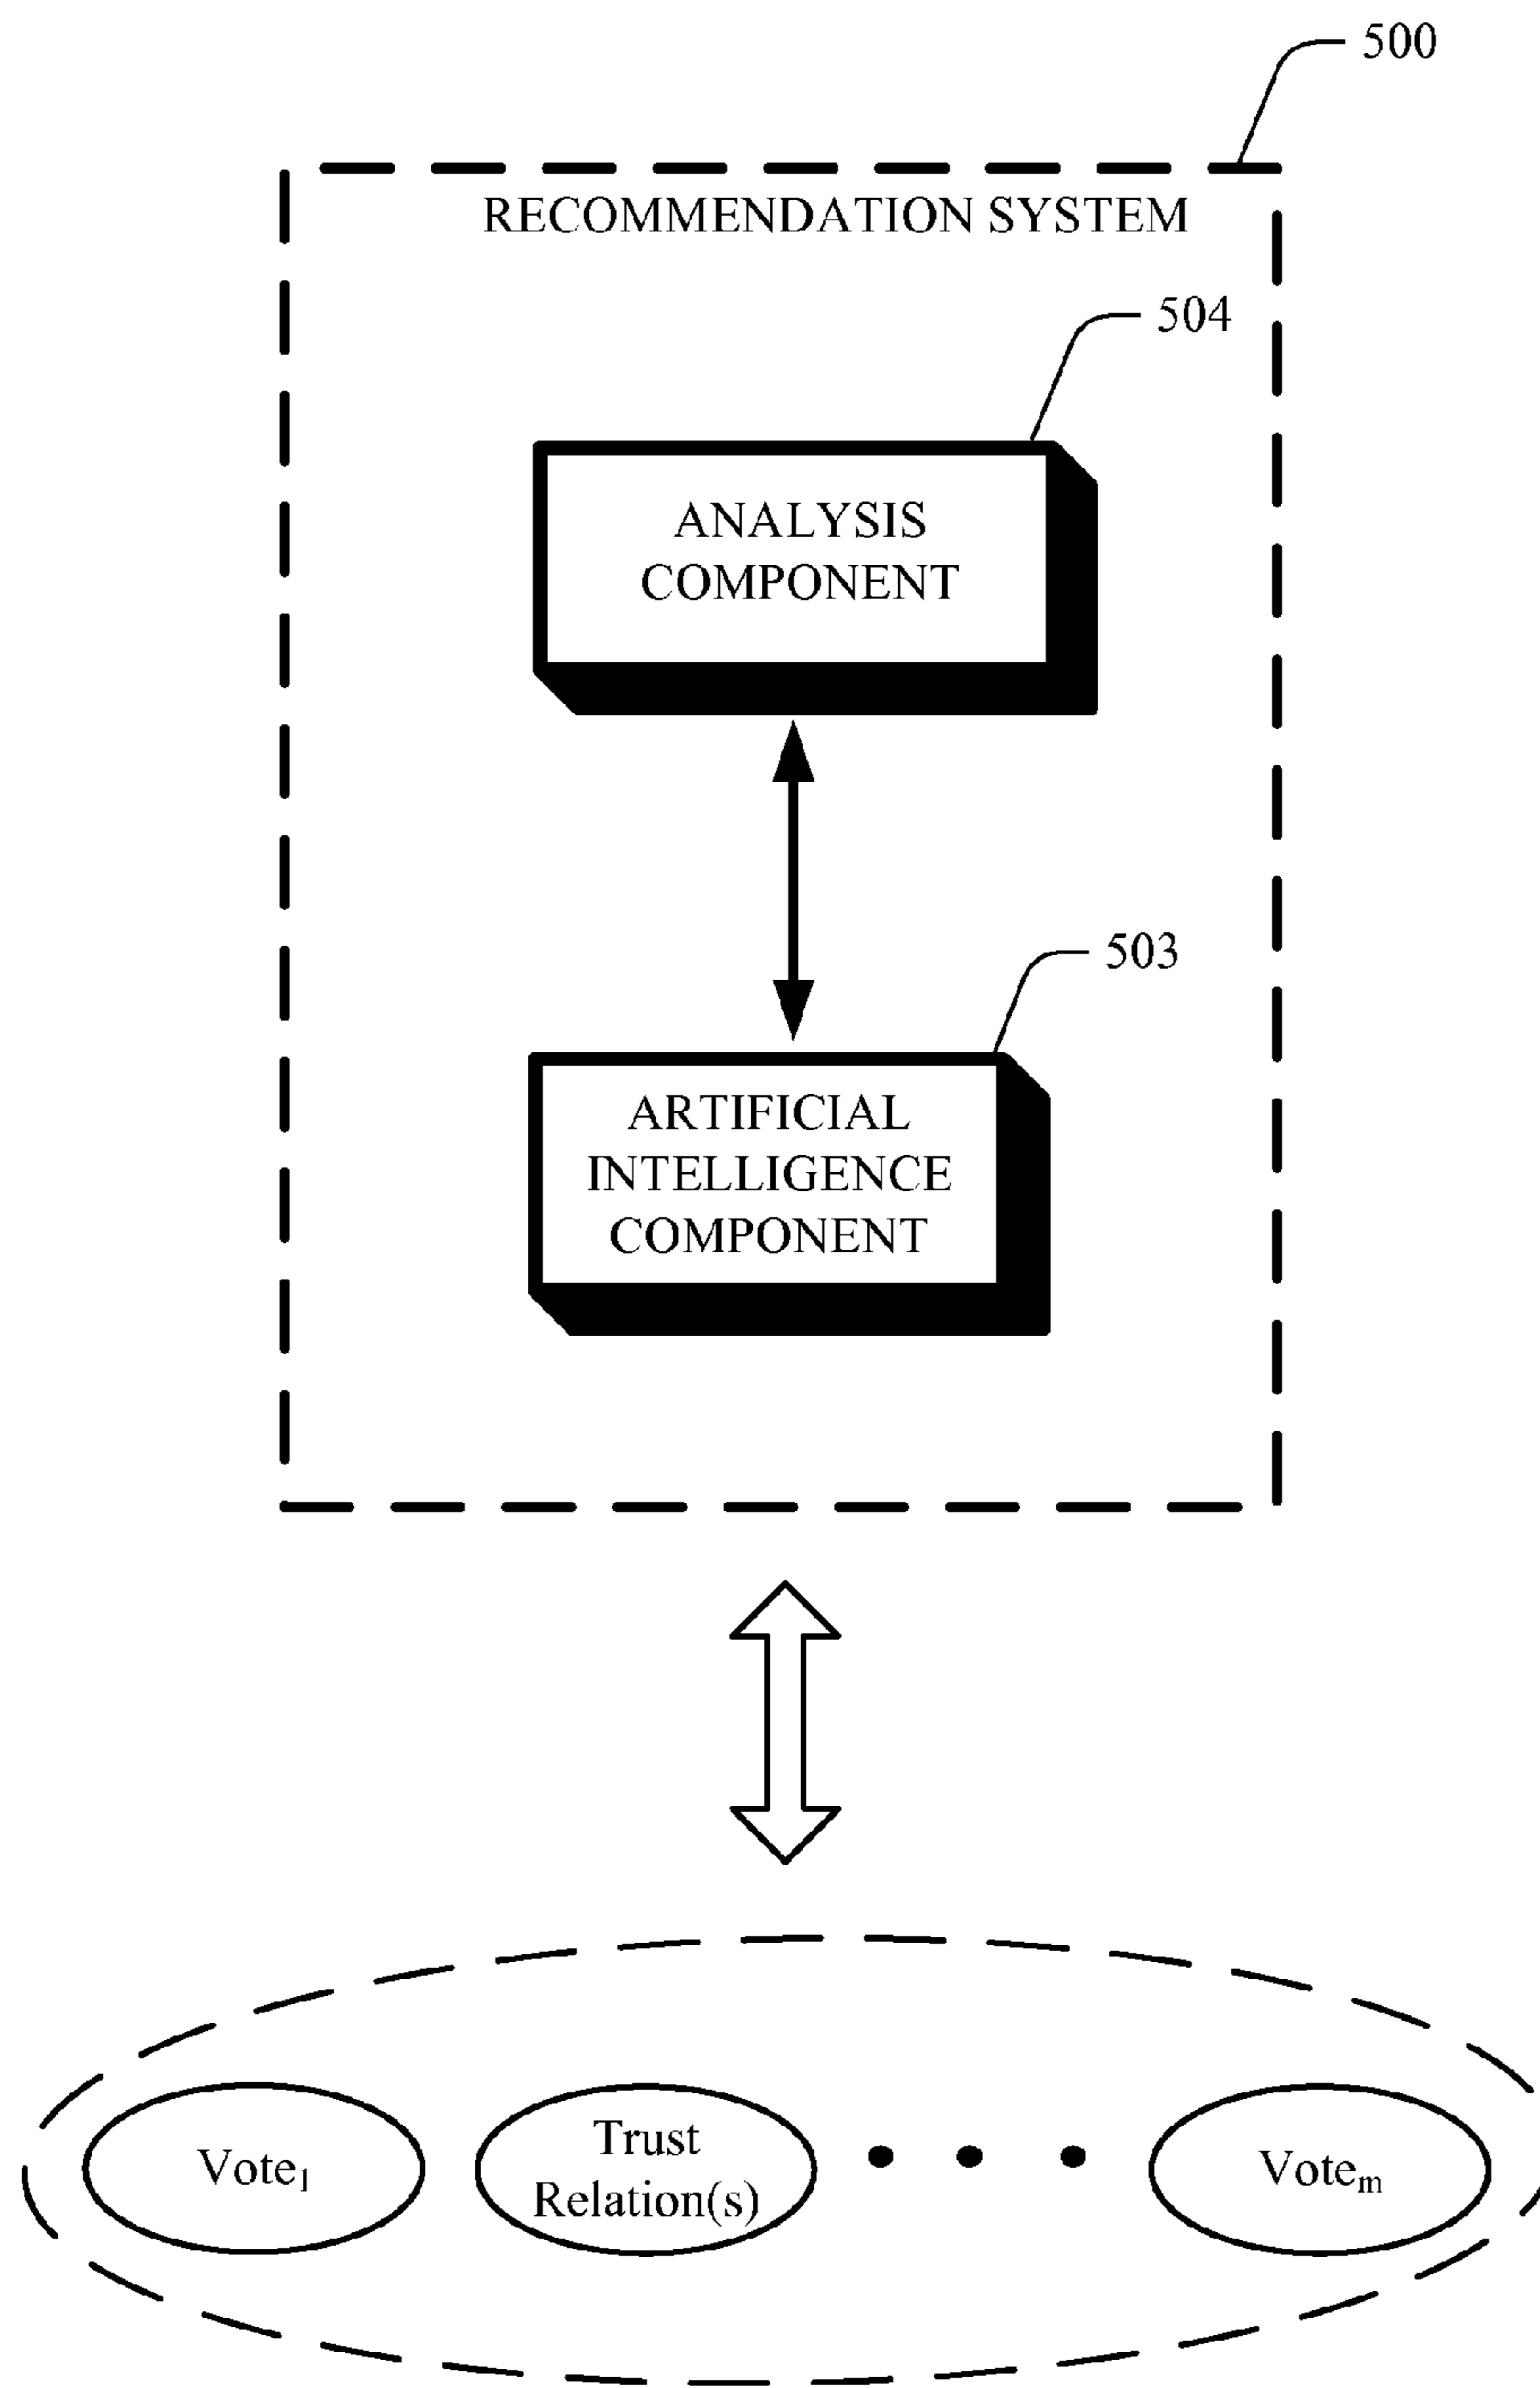 500
RECOMMENDATION SYSTEM
504
ANALYSIS
COMPONENT
503
ARTIFICIAL
INTELLIGENCE
COMPONENT
Vote₁
Trust
Relation(s)
Voteₘ